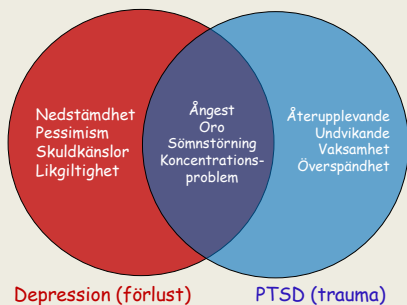 Nedstämdhet
Pessimism
Skuldkänslor
Likgiltighet
Ångest
Oro
Sömnstörning
Koncentrations-
problem
Återupplevande
Undvikande
Vaksamhet
Överspändhet
Depression (förlust)
PTSD (trauma)